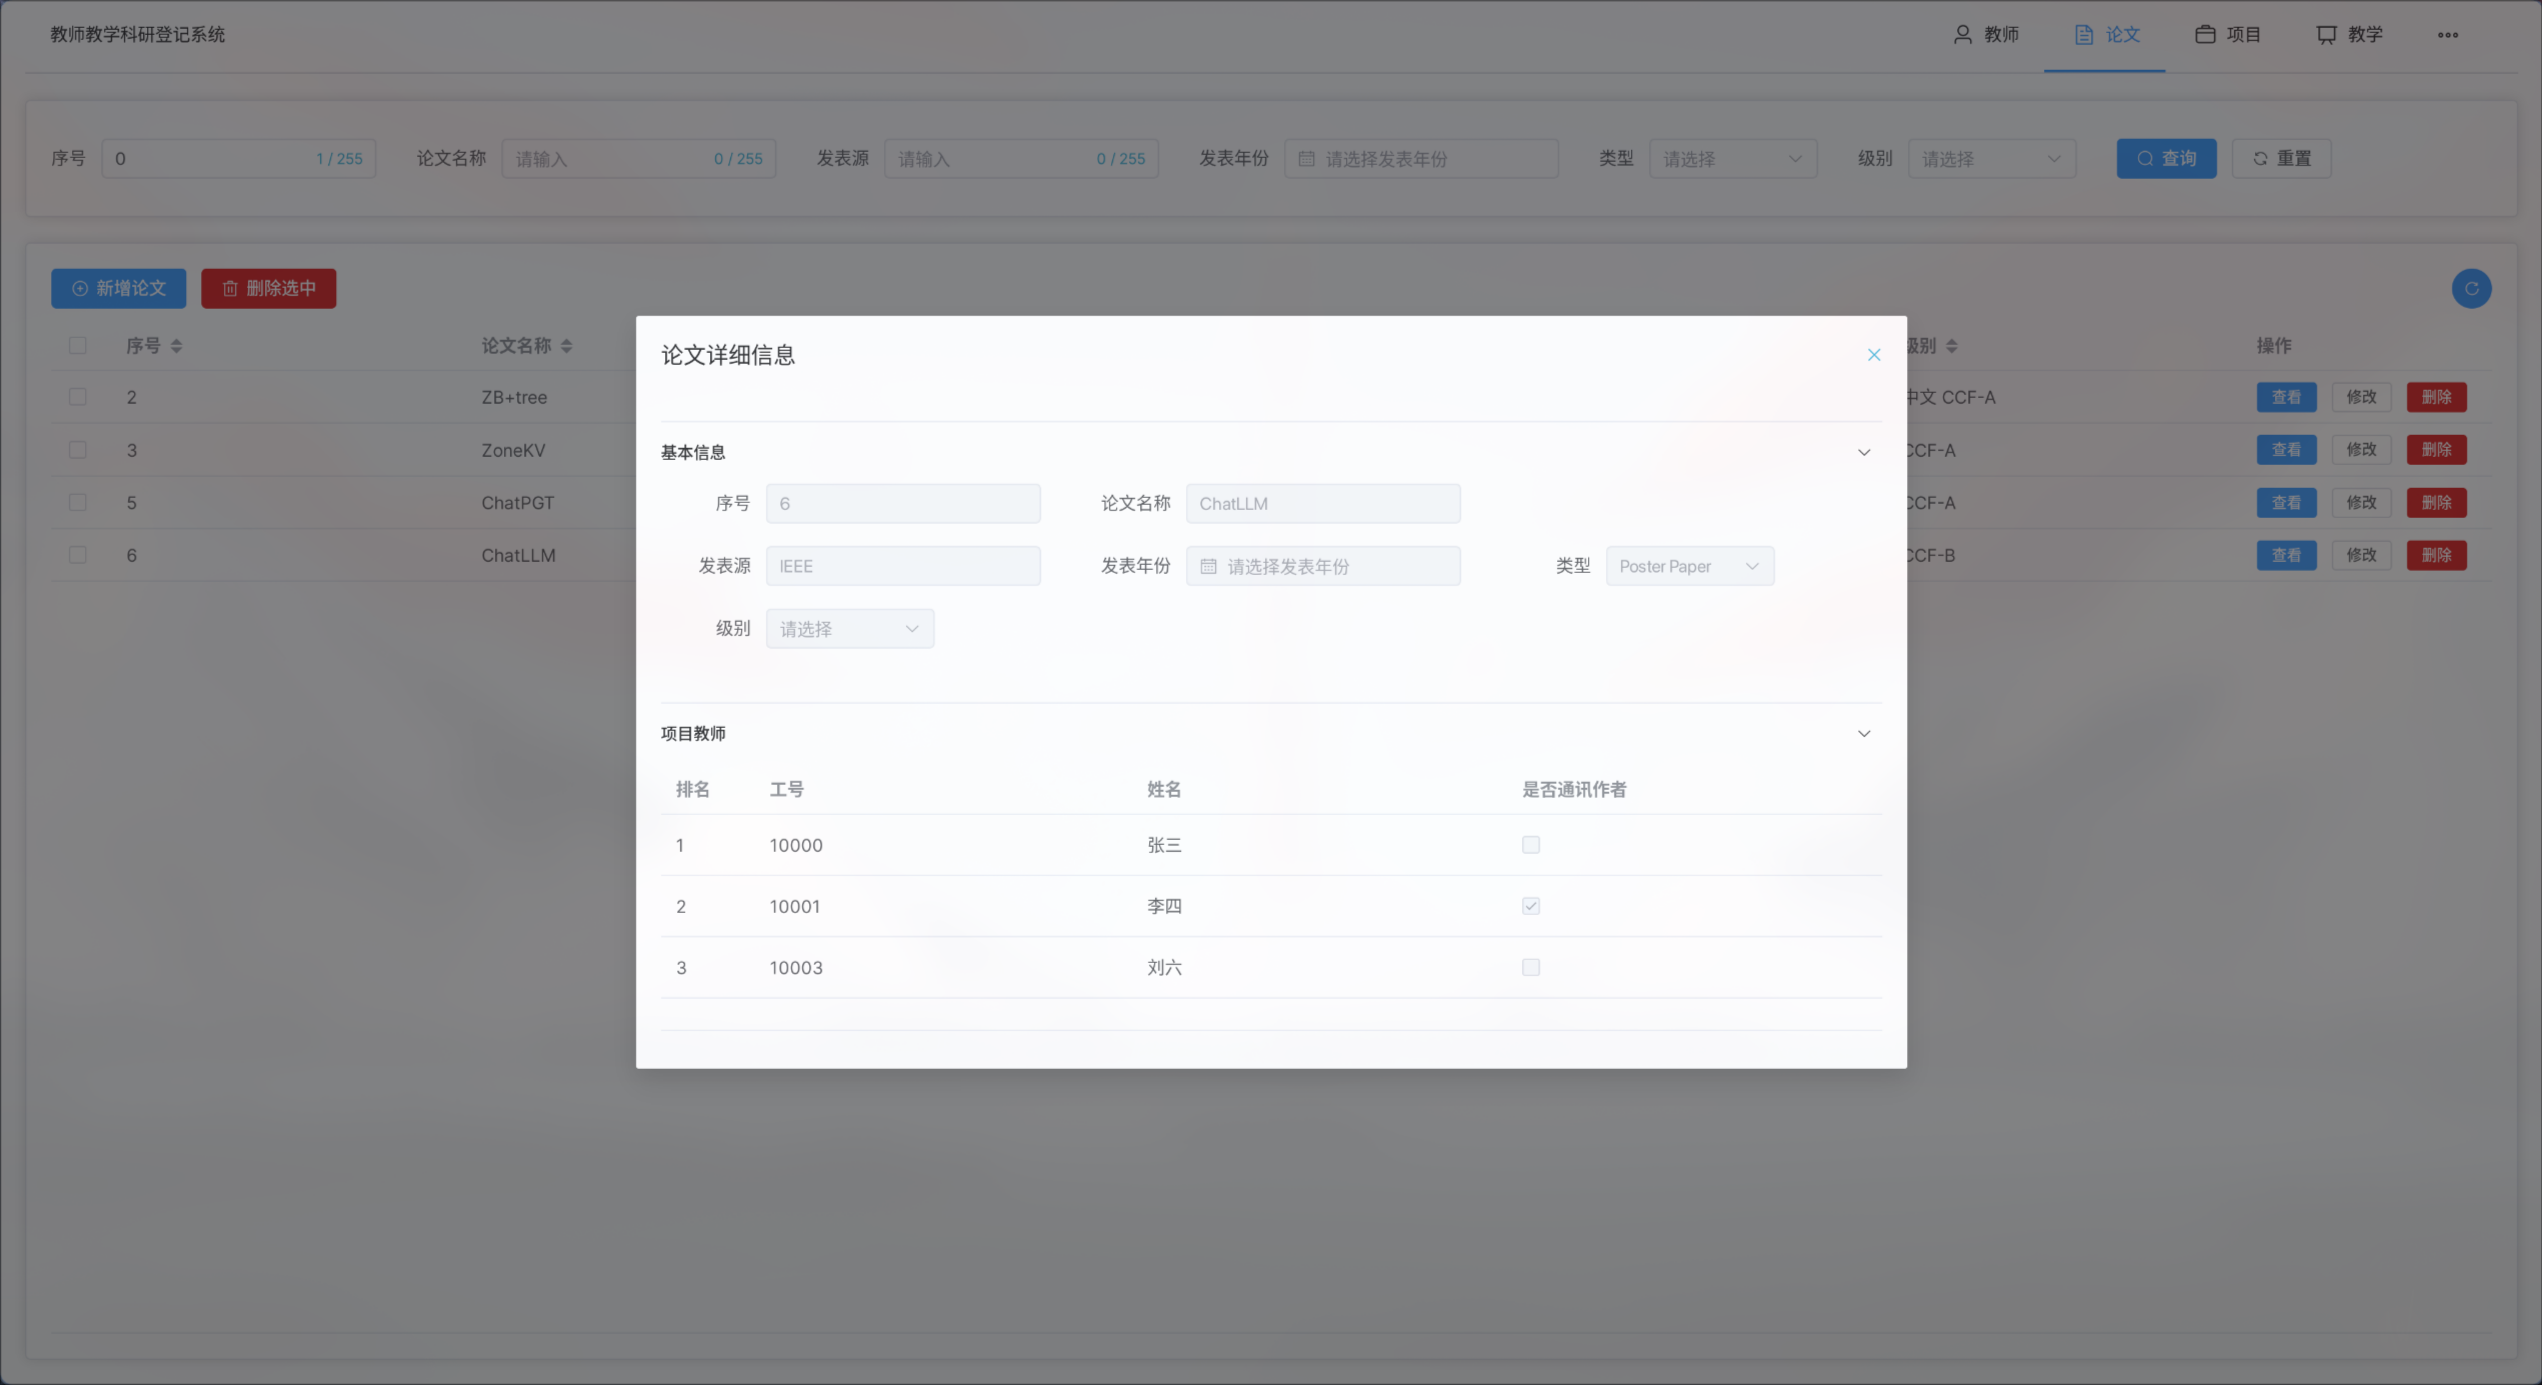 教师教学科研登记系统 教师 论文 项目 教学
序号 0 1 / 255 论文名称 请输入 0 / 255 发表源 请输入 0 / 255 发表年份 请选择发表年份 类型 请选择 级别 请选择 查询 重置
新增论文 删除选中
序号 论文名称 级别 操作
2 ZB+tree 中文 CCF-A 查看 修改 删除
3 ZoneKV CCF-A 查看 修改 删除
5 ChatPGT CCF-A 查看 修改 删除
6 ChatLLM CCF-B 查看 修改 删除
论文详细信息
基本信息
序号 6 论文名称 ChatLLM
发表源 IEEE 发表年份 请选择发表年份 类型 Poster Paper
级别 请选择
项目教师
排名 工号 姓名 是否通讯作者
1 10000 张三
2 10001 李四
3 10003 刘六